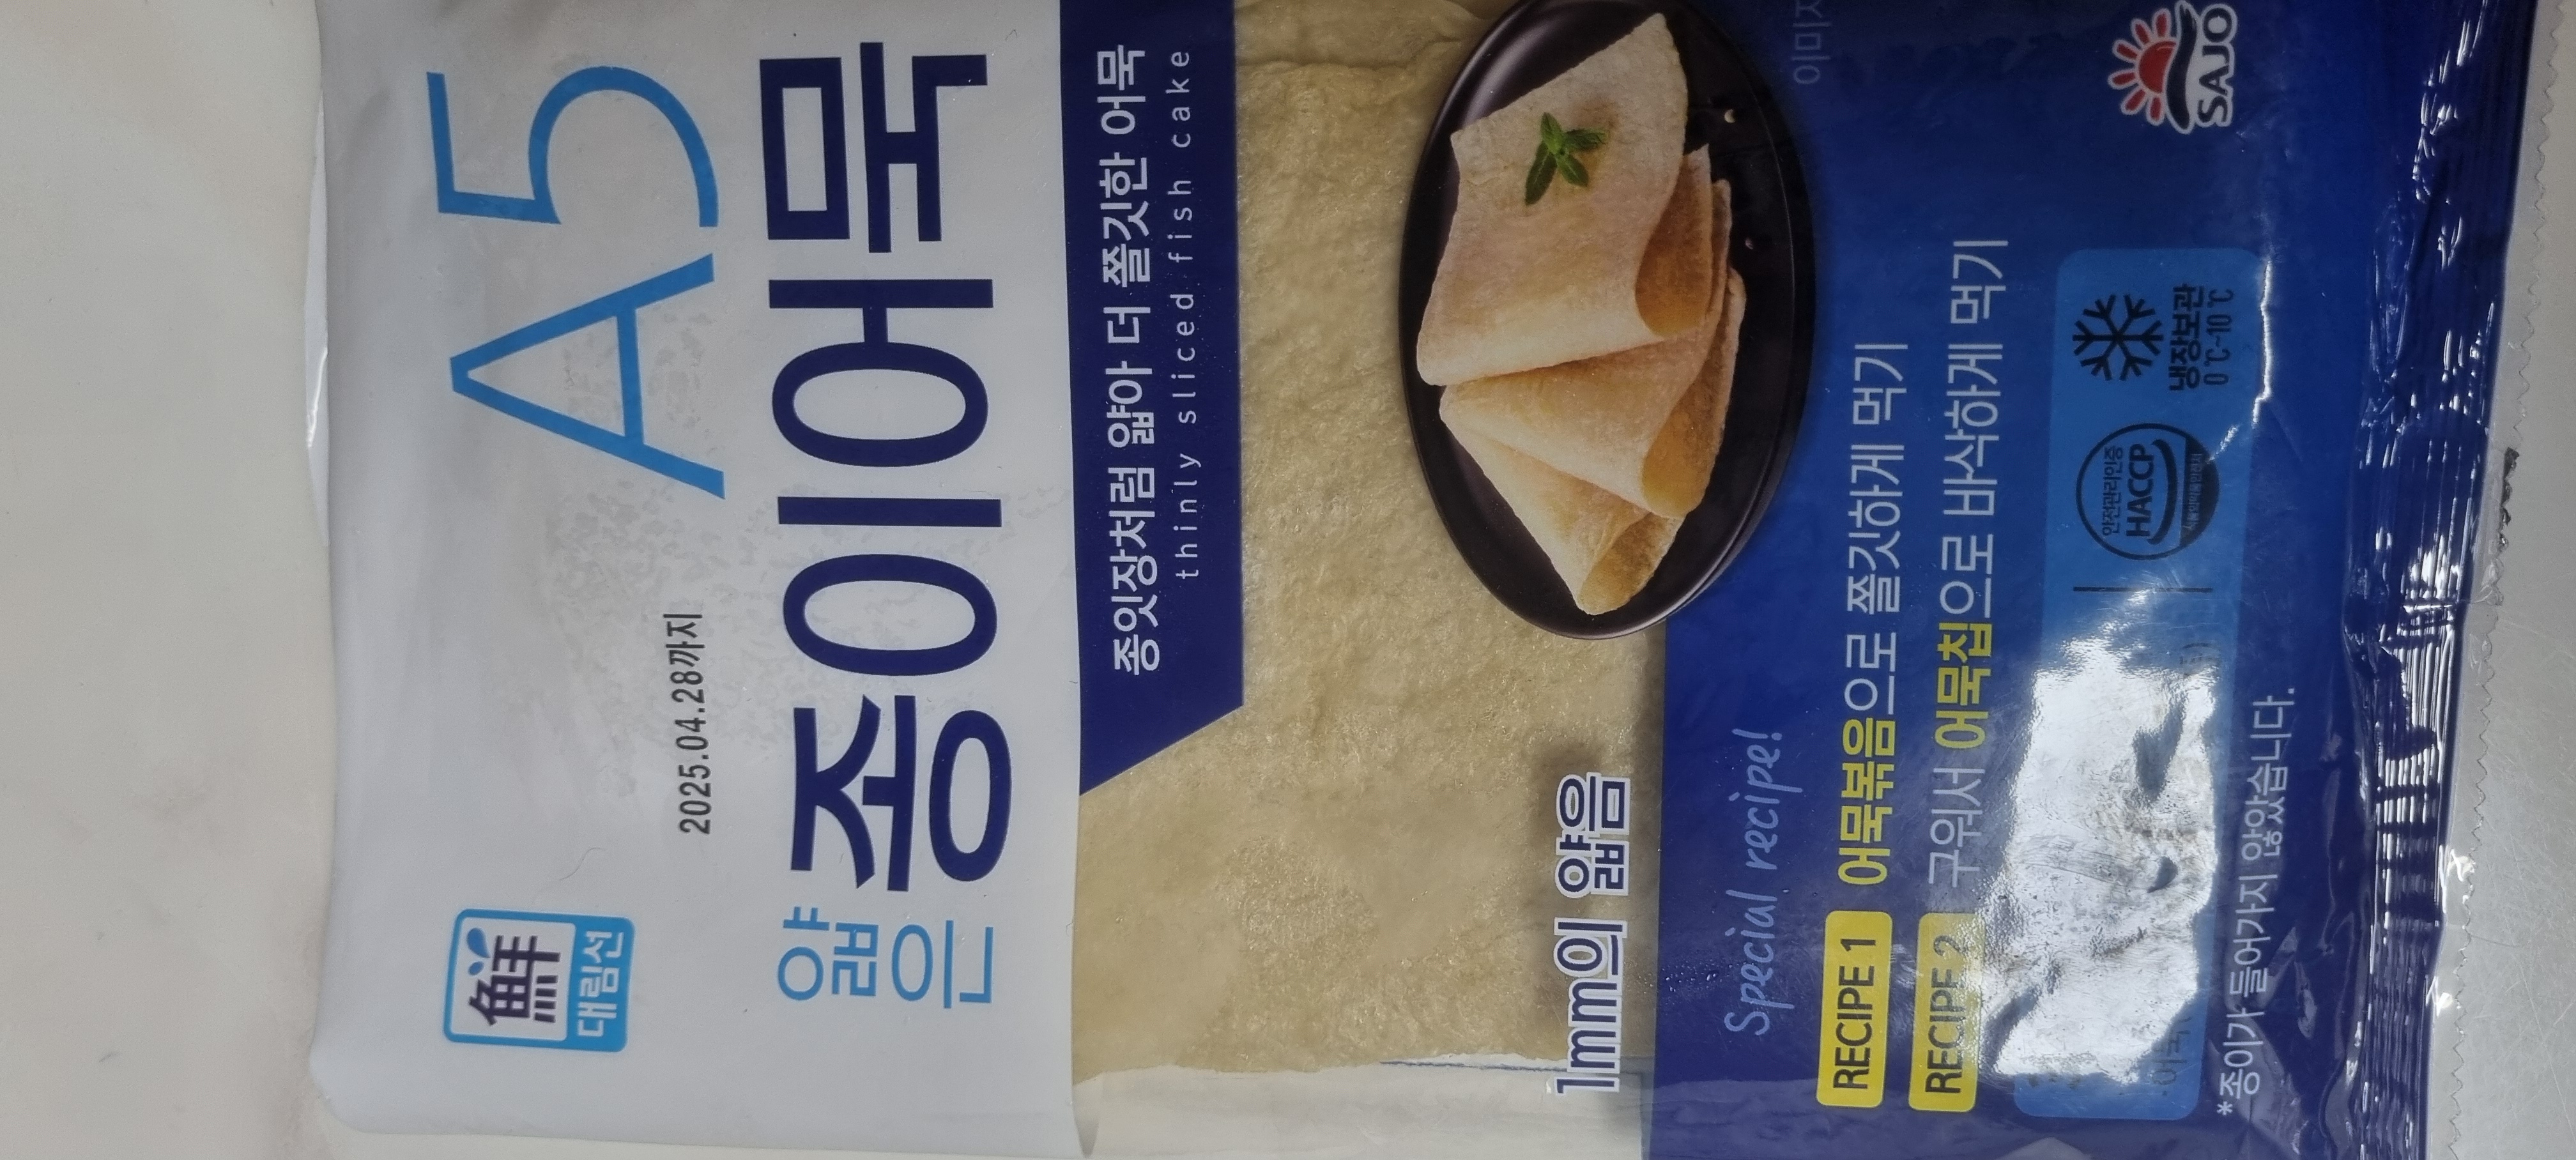 鮮
대림선
A5
2025.04.28까지
얇은 종이어묵
종잇장처럼 얇아 더 쫄깃한 어묵
thinly sliced fish cake
1mm의 얇음
이미지
Special recipe!
RECIPE 1 어묵볶음으로 쫄깃하게 먹기
RECIPE 2 구워서 어묵칩으로 바삭하게 먹기
어묵
안전관리인증
HACCP
냉장보관
0℃~10℃
*종이가 들어가지 않았습니다.
SAJO